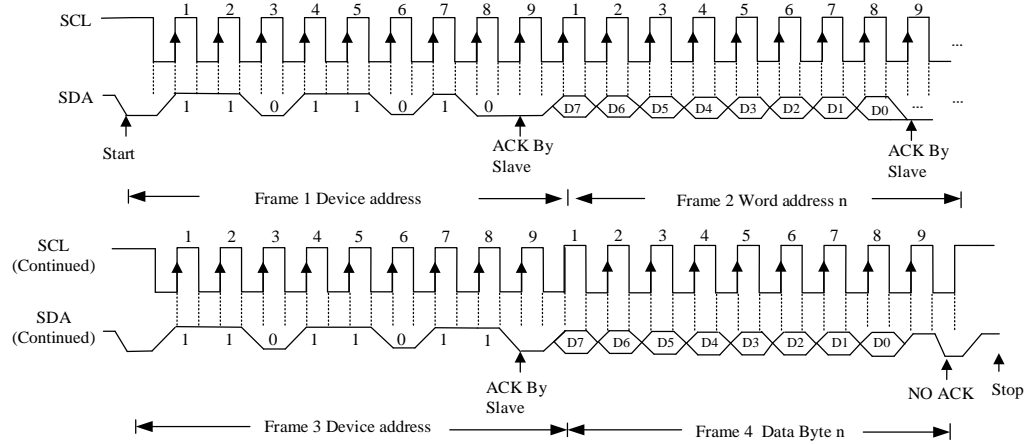 1 2 3 4 5 6 7 8 9 1 2 3 4 5 6 7 8 9
SCL
...
SDA
1 1 0 1 1 0 1 0 D7 D6 D5 D4 D3 D2 D1 D0 ... ...
Start
ACK By
Slave
ACK By
Slave
Frame 1 Device address
Frame 2 Word address n
1 2 3 4 5 6 7 8 9 1 2 3 4 5 6 7 8 9
SCL
(Continued)
SDA
(Continued)
1 1 0 1 1 0 1 1 D7 D6 D5 D4 D3 D2 D1 D0
ACK By
Slave
NO ACK
Stop
Frame 3 Device address
Frame 4 Data Byte n